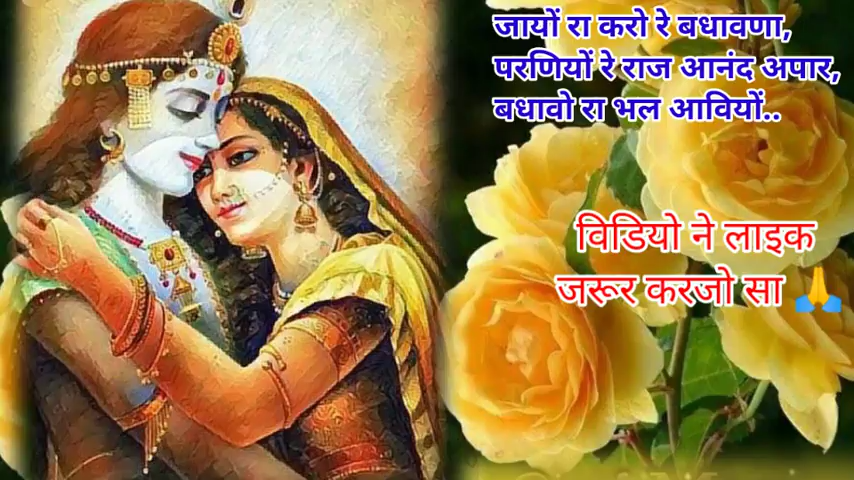 जायों रा करो रे बधावणा,
परणियों रे राज आनंद अपार,
बधावो रा भल आवियों..
विडियो ने लाइक
जरूर करजो सा 🙏